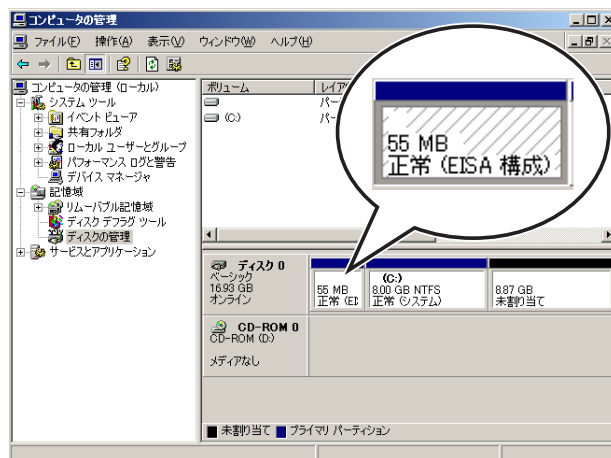 コンピュータの管理
ファイル(F) 操作(A) 表示(V) ウィンドウ(W) ヘルプ(H)
コンピュータの管理 (ローカル)
システム ツール
イベント ビューア
共有フォルダ
ローカル ユーザーとグループ
パフォーマンス ログと警告
デバイス マネージャ
記憶域
リムーバブル記憶域
ディスク デフラグ ツール
ディスクの管理
サービスとアプリケーション
ボリューム
レイア
パー
(C:)
パー
55 MB
正常 (EISA 構成)
ディスク 0
ベーシック
16.93 GB
オンライン
55 MB
正常 (EI
(C:)
8.00 GB NTFS
正常 (システム)
8.87 GB
未割り当て
CD-ROM 0
CD-ROM (D:)
メディアなし
未割り当て プライマリ パーティション